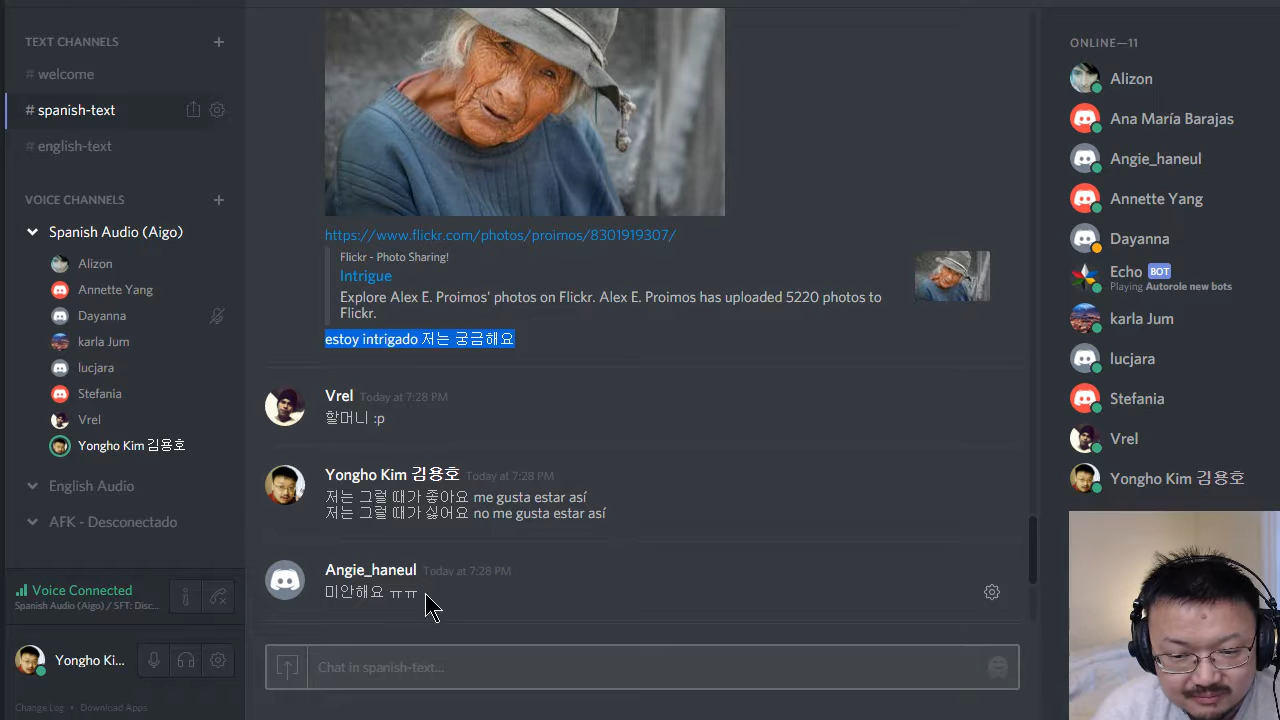 TEXT CHANNELS +
# welcome
# spanish-text
# english-text
VOICE CHANNELS +
Spanish Audio (Aigo)
Alizon
Annette Yang
Dayanna
karla Jum
lucjara
Stefania
Vrel
Yongho Kim 김용호
English Audio
AFK - Desconectado
Voice Connected
Spanish Audio (Aigo) / SFT: Disc...
Yongho Ki...
Change Log • Download Apps
https://www.flickr.com/photos/proimos/8301919307/
Flickr - Photo Sharing!
Intrigue
Explore Alex E. Proimos' photos on Flickr. Alex E. Proimos has uploaded 5220 photos to
Flickr.
estoy intrigado 저는 궁금해요
Vrel Today at 7:28 PM
할머니 :p
Yongho Kim 김용호 Today at 7:28 PM
저는 그럴 때가 좋아요 me gusta estar así
저는 그럴 때가 싫어요 no me gusta estar así
Angie_haneul Today at 7:28 PM
미안해요 ㅠㅠ
Chat in spanish-text...
ONLINE—11
Alizon
Ana María Barajas
Angie_haneul
Annette Yang
Dayanna
Echo BOT
Playing Autorole new bots
karla Jum
lucjara
Stefania
Vrel
Yongho Kim 김용호